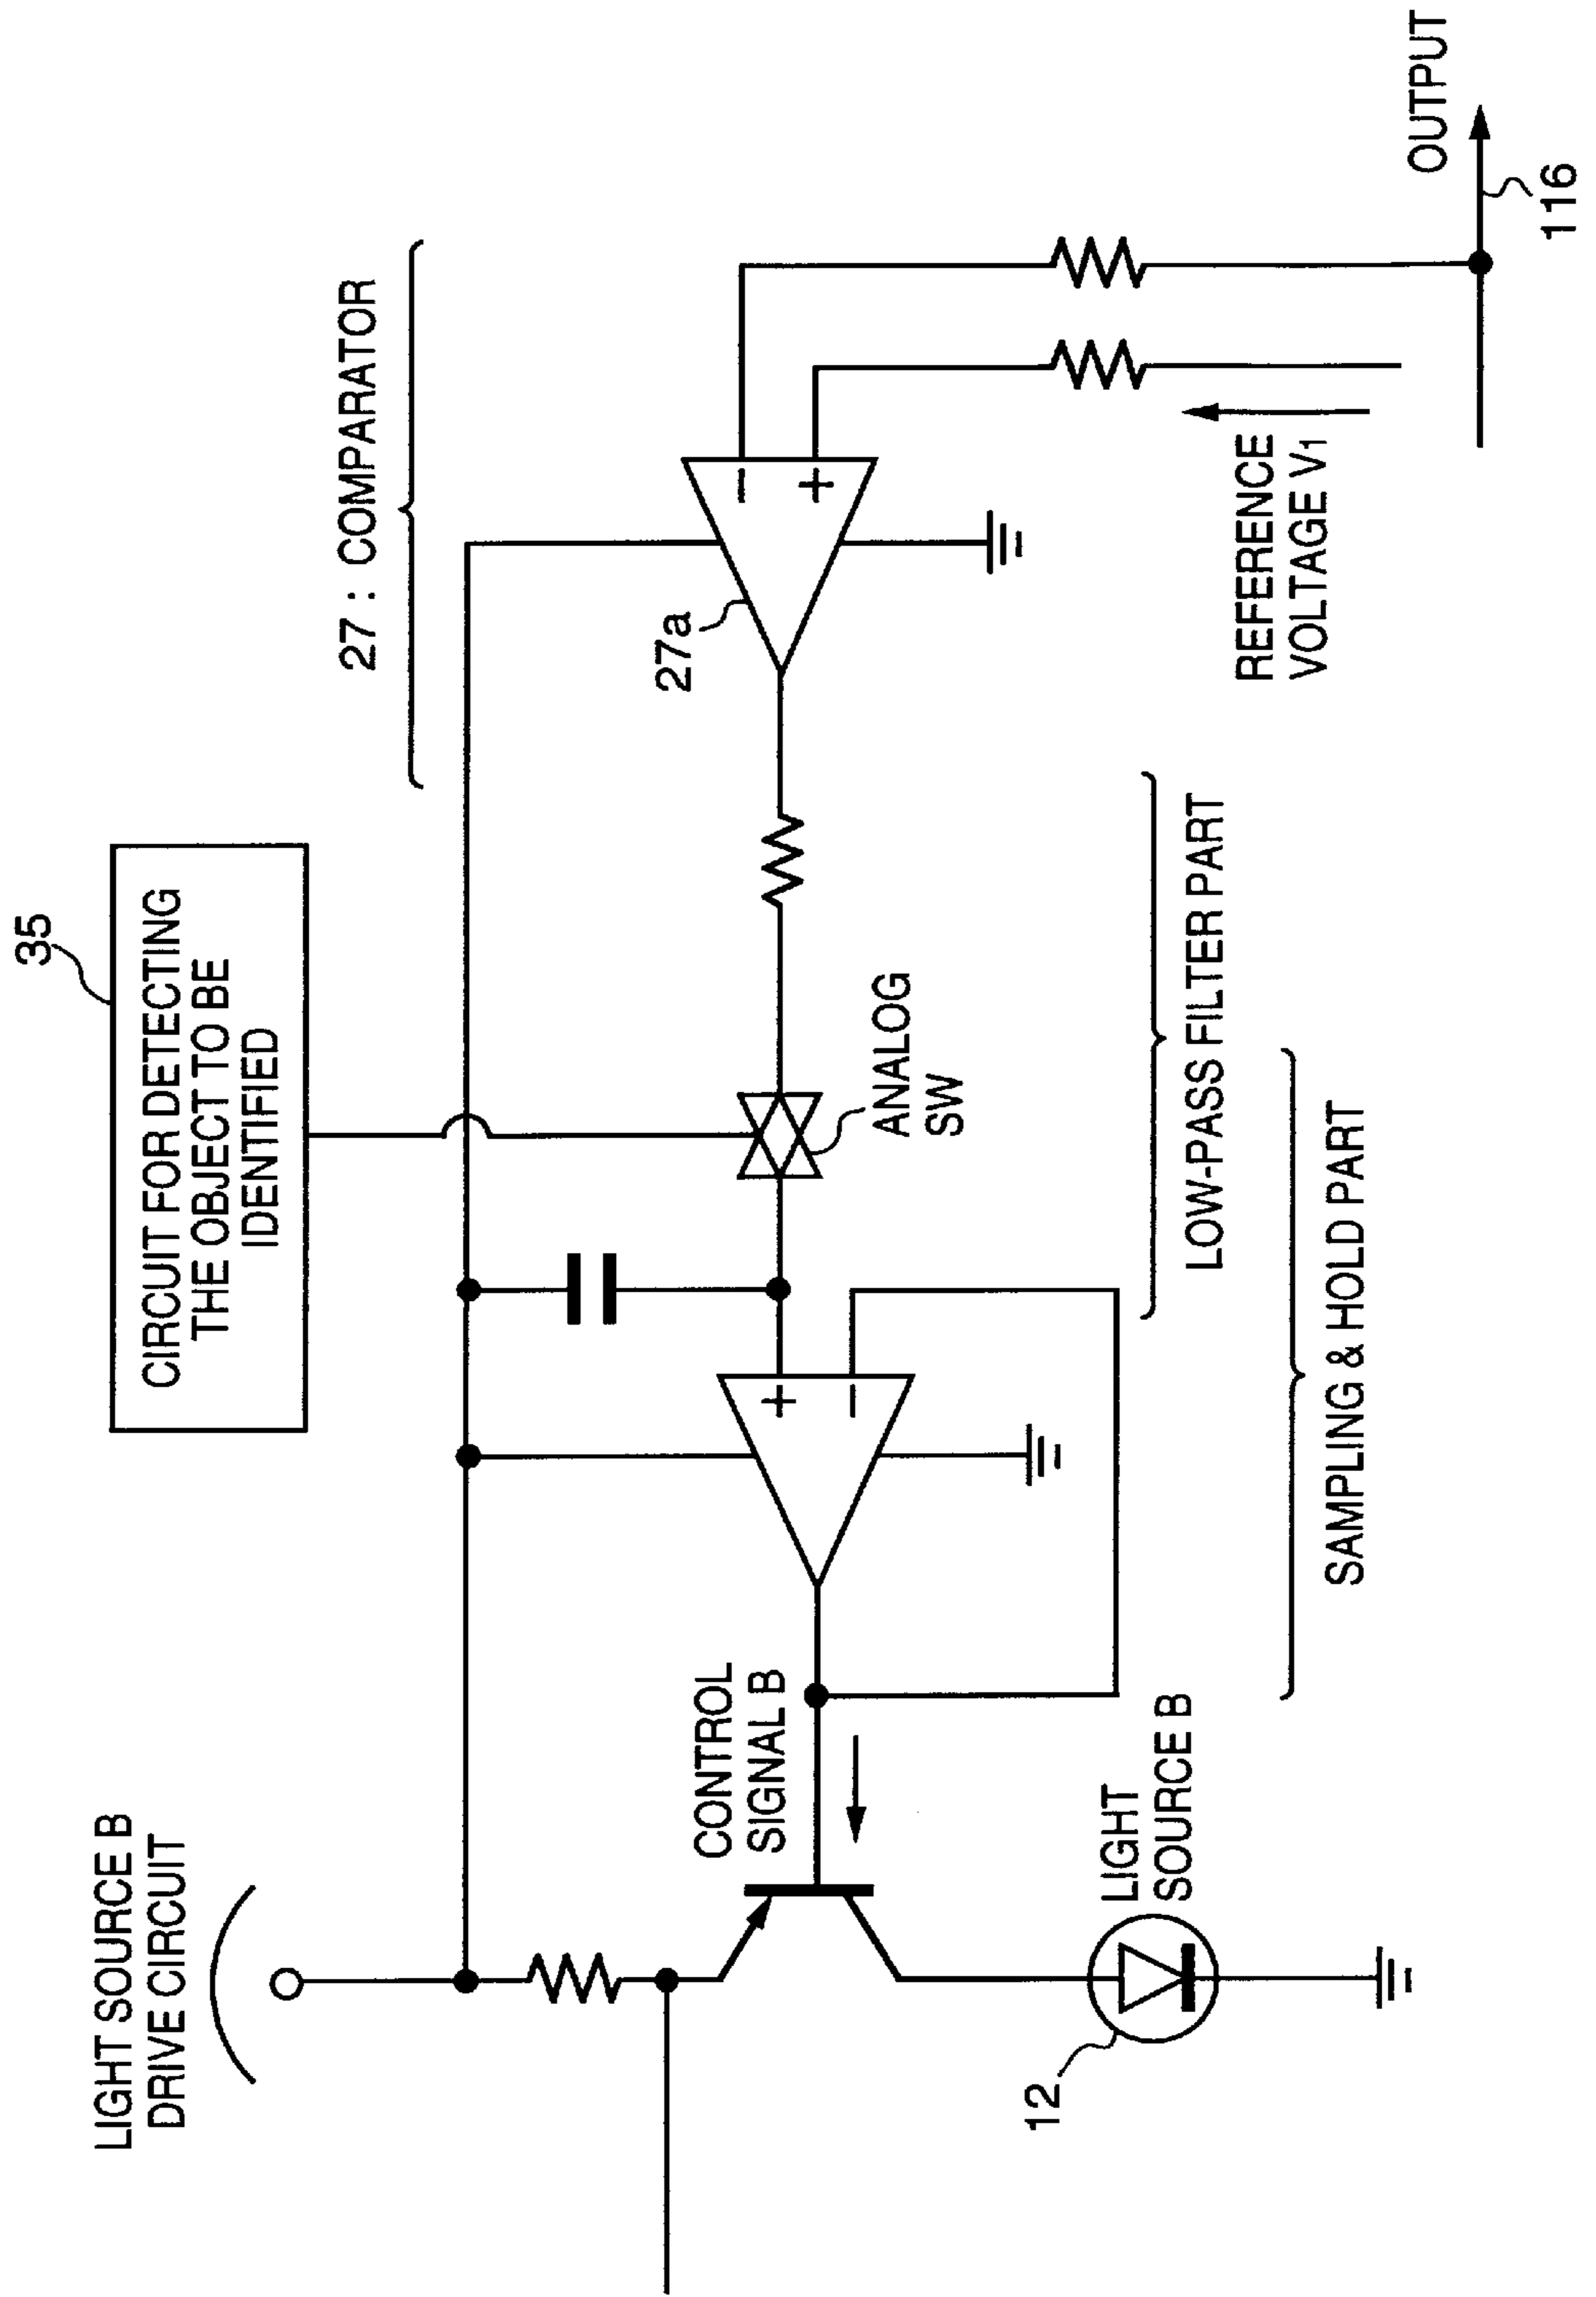 35
CIRCUIT FOR DETECTING
THE OBJECT TO BE
IDENTIFIED
LIGHT SOURCE B
DRIVE CIRCUIT
27 : COMPARATOR
27a
−
+
+
−
CONTROL
SIGNAL B
ANALOG
SW
LIGHT
SOURCE B
12
LOW-PASS FILTER PART
SAMPLING & HOLD PART
REFERENCE
VOLTAGE V1
OUTPUT
116